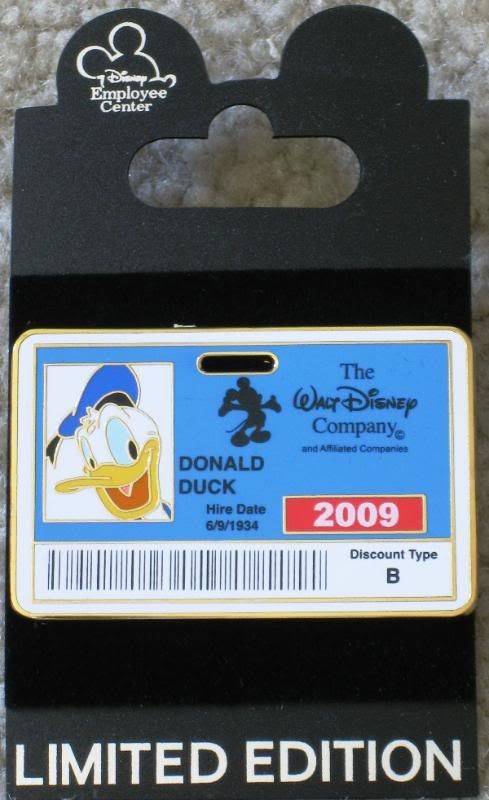 Disney
Employee
Center
The
WALT DISNEY
Company©
and Affiliated Companies
DONALD
DUCK
Hire Date
6/9/1934
2009
Discount Type
B
LIMITED EDITION